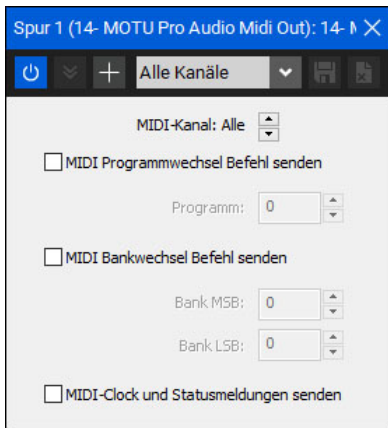 Spur 1 (14- MOTU Pro Audio Midi Out): 14- M
Alle Kanäle
MIDI-Kanal: Alle
MIDI Programmwechsel Befehl senden
Programm: 0
MIDI Bankwechsel Befehl senden
Bank MSB: 0
Bank LSB: 0
MIDI-Clock und Statusmeldungen senden